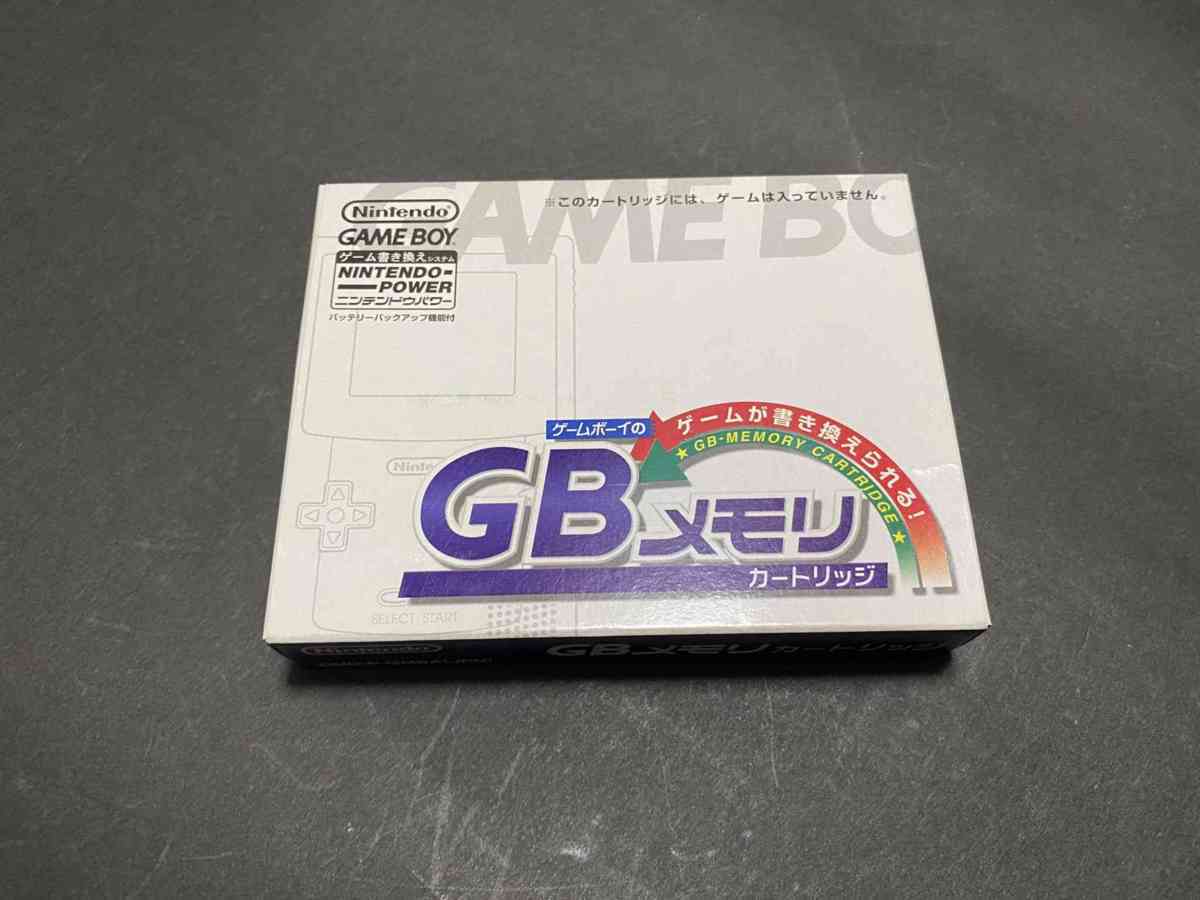 GAME BO
※このカートリッジには、ゲームは入っていません。
Nintendo
GAME BOY
ゲーム書き換えシステム
NINTENDO
POWER
ニンテンドウパワー
バッテリーバックアップ機能付
Nintendo
ゲームボーイの
ゲームが書き換えられる!
★ GB-MEMORY CARTRIDGE ★
GBメモリ
カートリッジ
SELECT START
Nintendo
GBメモリカートリッジ